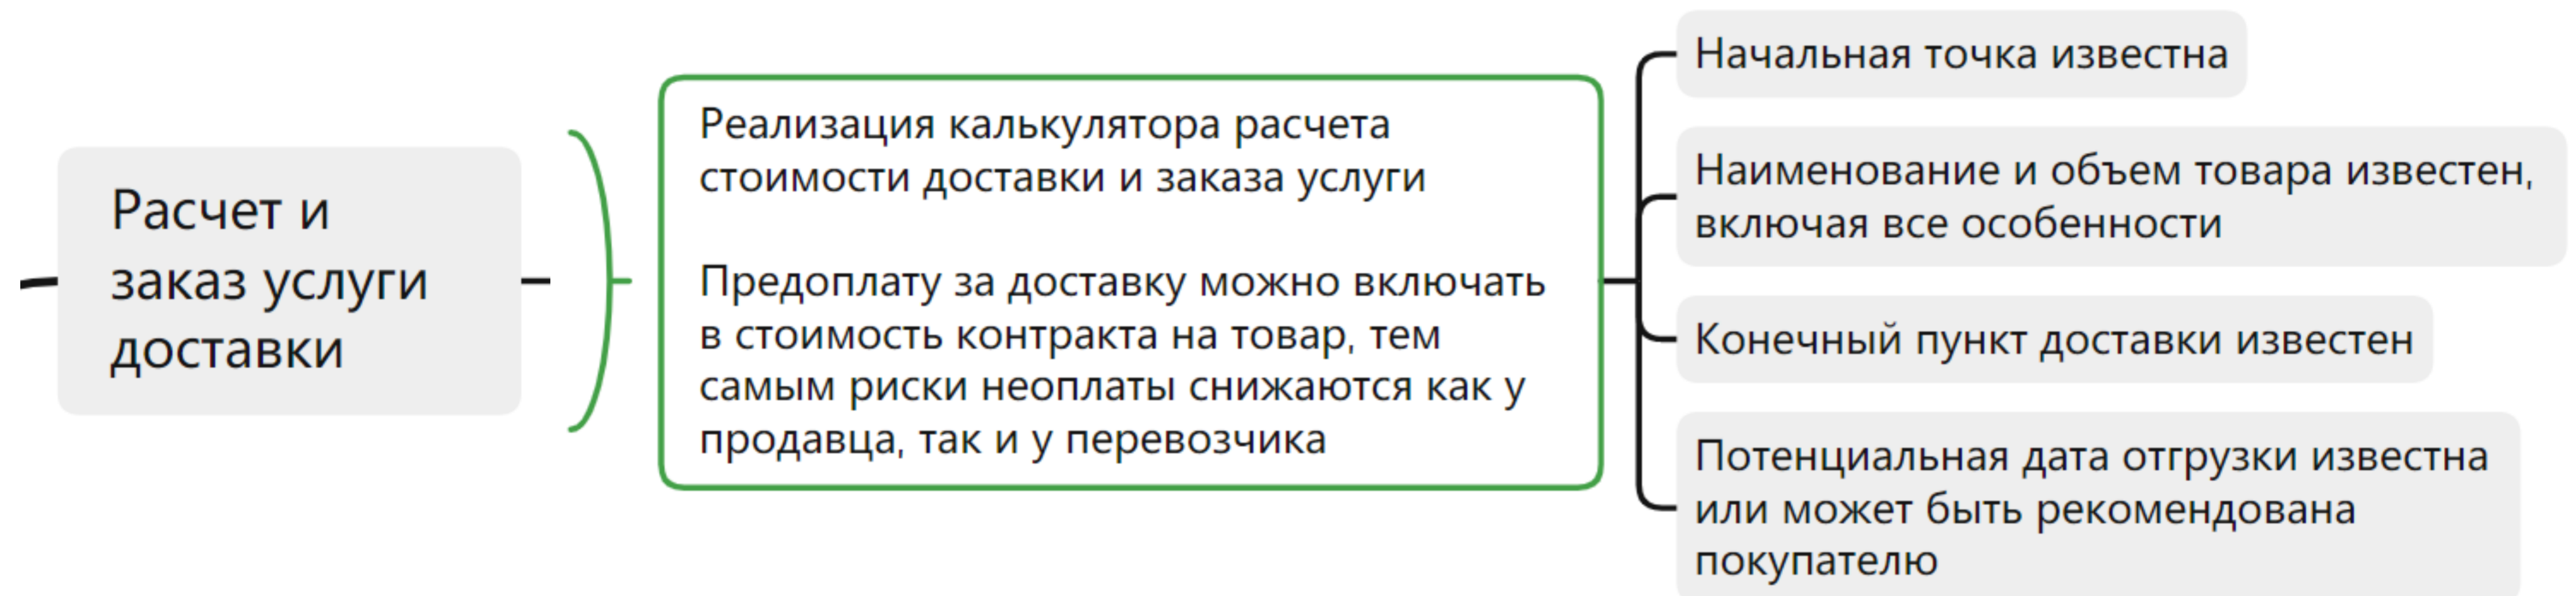 Расчет и
заказ услуги
доставки
Реализация калькулятора расчета
стоимости доставки и заказа услуги
Предоплату за доставку можно включать
в стоимость контракта на товар, тем
самым риски неоплаты снижаются как у
продавца, так и у перевозчика
Начальная точка известна
Наименование и объем товара известен,
включая все особенности
Конечный пункт доставки известен
Потенциальная дата отгрузки известна
или может быть рекомендована
покупателю